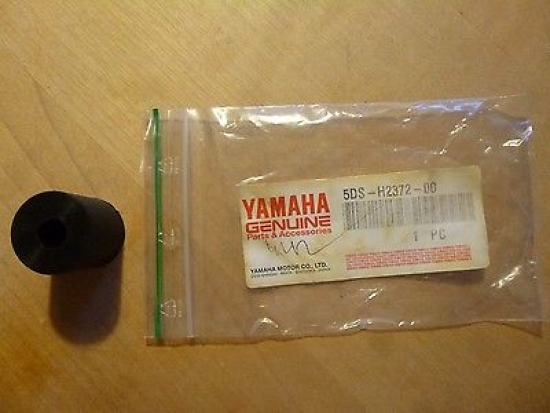 YAMAHA
GENUINE
Parts & Accessories
YAMAHA MOTOR CO., LTD.
5DS-H2372-00
1 PC